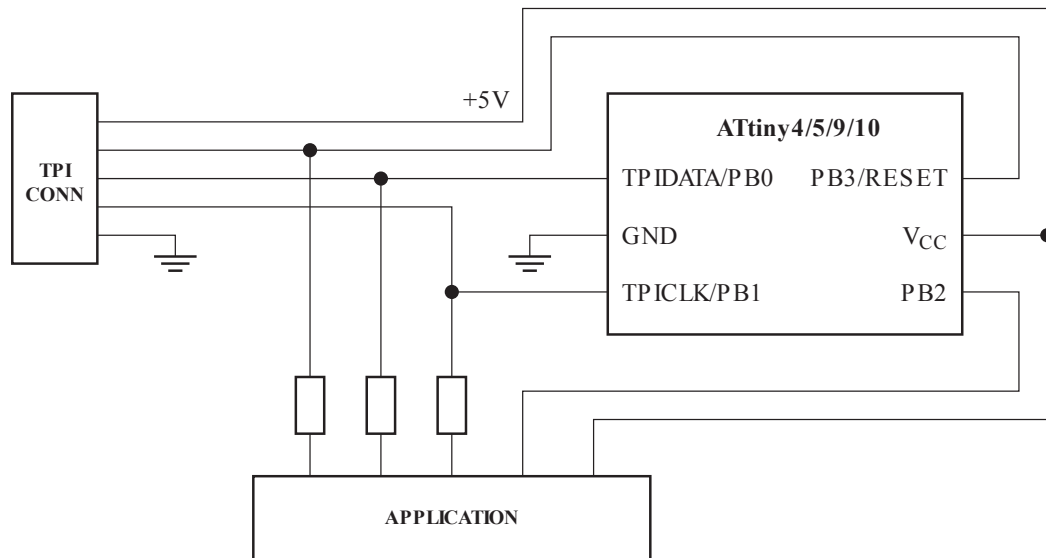 +5V
TPI
CONN
ATtiny4/5/9/10
TPIDATA/PB0
PB3/RESET
GND
VCC
TPICLK/PB1
PB2
APPLICATION